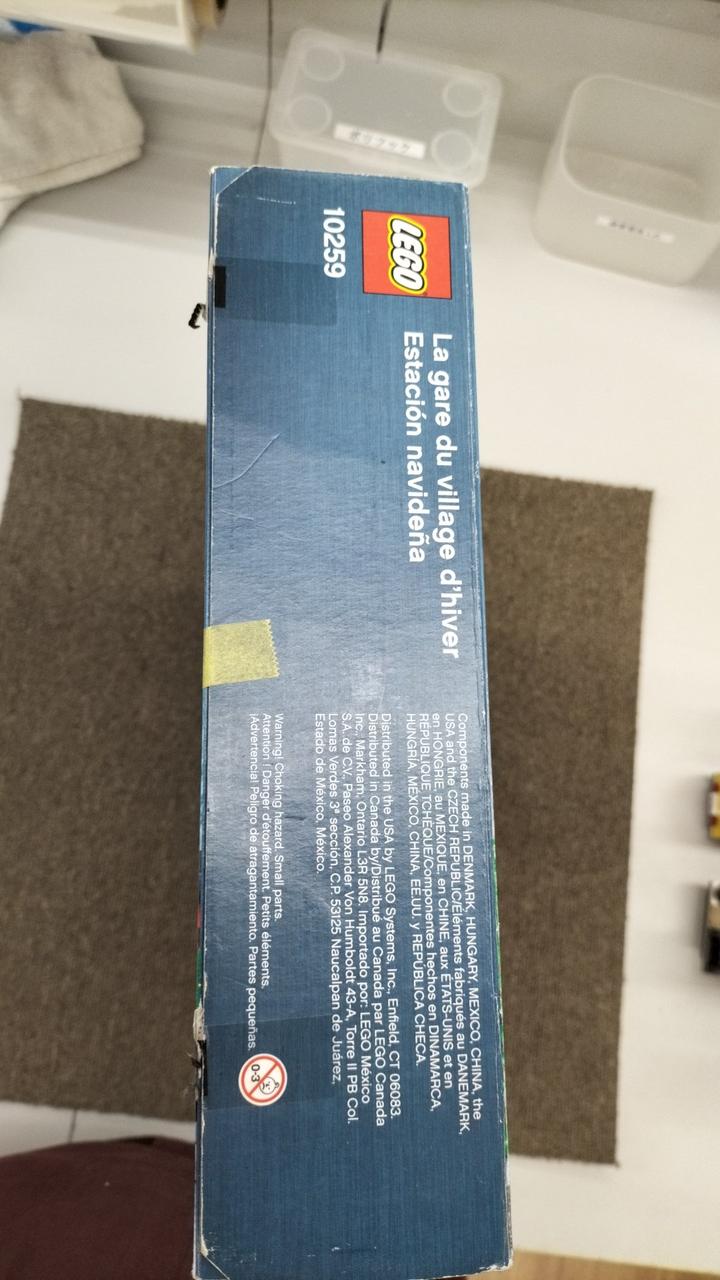 LEGO
10259
La gare du village d'hiver
Estación navideña
Components made in DENMARK, HUNGARY, MEXICO, CHINA, the
USA and the CZECH REPUBLIC/Éléments fabriqués au DANEMARK,
en HONGRIE, au MEXIQUE, en CHINE, aux ÉTATS-UNIS et en
RÉPUBLIQUE TCHÈQUE/Componentes hechos en DINAMARCA,
HUNGRÍA, MÉXICO, CHINA, EE.UU. y REPÚBLICA CHECA.
Distributed in the USA by LEGO Systems, Inc., Enfield, CT 06083.
Distributed in Canada by/Distribué au Canada par LEGO Canada
Inc. Markham, Ontario L3R 5N8. Importado por: LEGO México
S.A. de C.V., Paseo Alexander Von Humboldt 43-A, Torre II PB Col.
Lomas Verdes 3ª sección, C.P. 53125 Naucalpan de Juárez,
Estado de México, México.
Warning! Choking hazard. Small parts.
Attention ! Danger d'étouffement. Petits éléments.
¡Advertencia! Peligro de atragantamiento. Partes pequeñas.
0-3